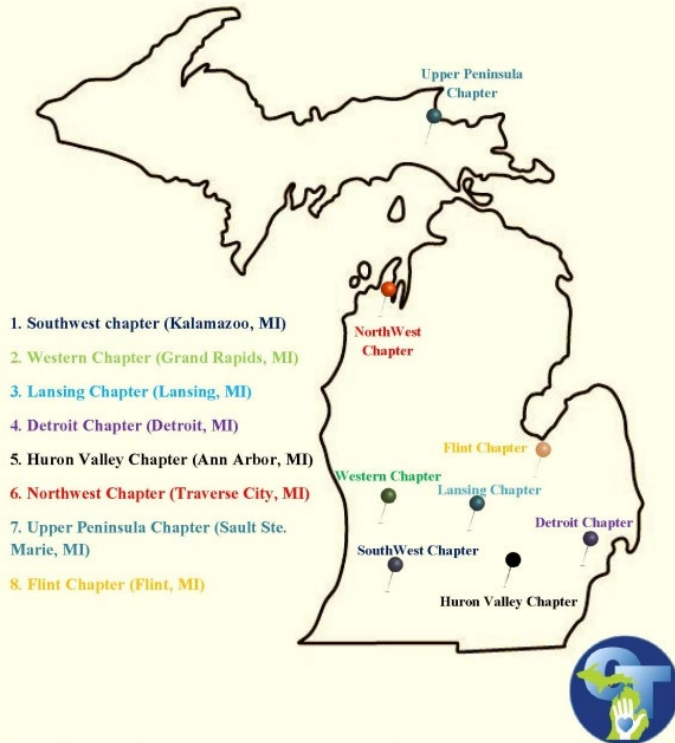 Upper Peninsula
Chapter
1. Southwest chapter (Kalamazoo, MI)
2. Western Chapter (Grand Rapids, MI)
3. Lansing Chapter (Lansing, MI)
4. Detroit Chapter (Detroit, MI)
5. Huron Valley Chapter (Ann Arbor, MI)
6. Northwest Chapter (Traverse City, MI)
7. Upper Peninsula Chapter (Sault Ste.
Marie, MI)
8. Flint Chapter (Flint, MI)
NorthWest
Chapter
Flint Chapter
Western Chapter
Lansing Chapter
Detroit Chapter
SouthWest Chapter
Huron Valley Chapter
OT